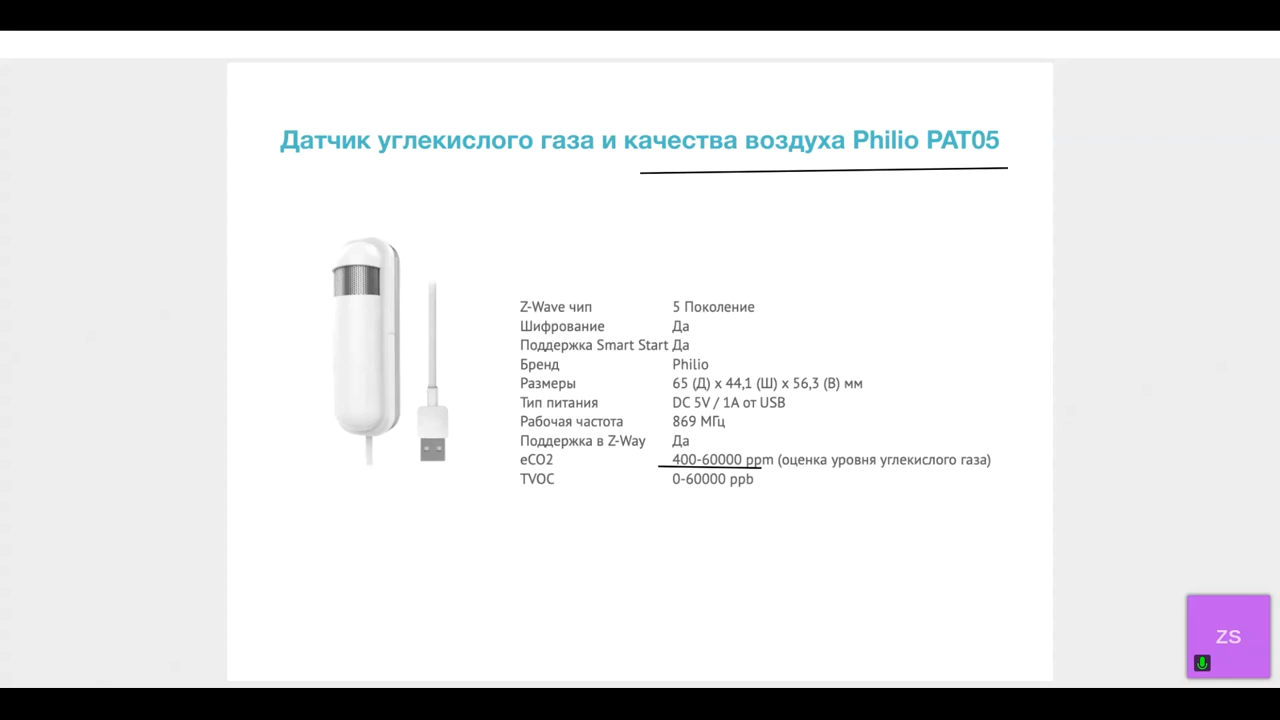 Датчик углекислого газа и качества воздуха Philio PAT05
Z-Wave чип 5 Поколение
Шифрование Да
Поддержка Smart Start Да
Бренд Philio
Размеры 65 (Д) x 44,1 (Ш) x 56,3 (В) мм
Тип питания DC 5V / 1A от USB
Рабочая частота 869 МГц
Поддержка в Z-Way Да
eCO2 400-60000 ppm (оценка уровня углекислого газа)
TVOC 0-60000 ppb
ZS